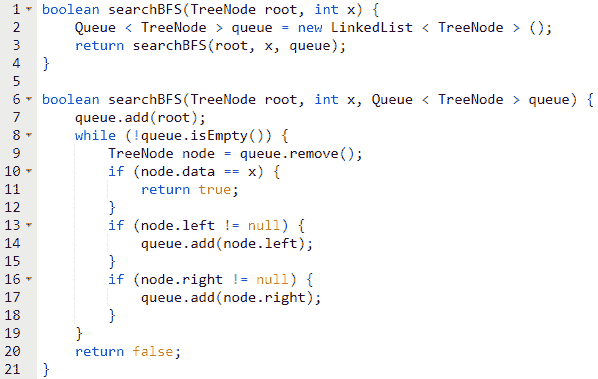 1 boolean searchBFS(TreeNode root, int x) {
2     Queue < TreeNode > queue = new LinkedList < TreeNode > ();
3     return searchBFS(root, x, queue);
4 }
5
6 boolean searchBFS(TreeNode root, int x, Queue < TreeNode > queue) {
7     queue.add(root);
8     while (!queue.isEmpty()) {
9         TreeNode node = queue.remove();
10         if (node.data == x) {
11             return true;
12         }
13         if (node.left != null) {
14             queue.add(node.left);
15         }
16         if (node.right != null) {
17             queue.add(node.right);
18         }
19     }
20     return false;
21 }